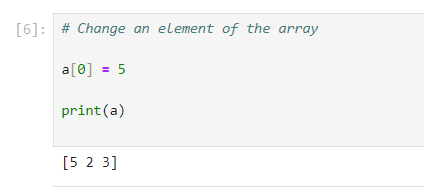 [6]: # Change an element of the array
a[0] = 5
print(a)
[5 2 3]